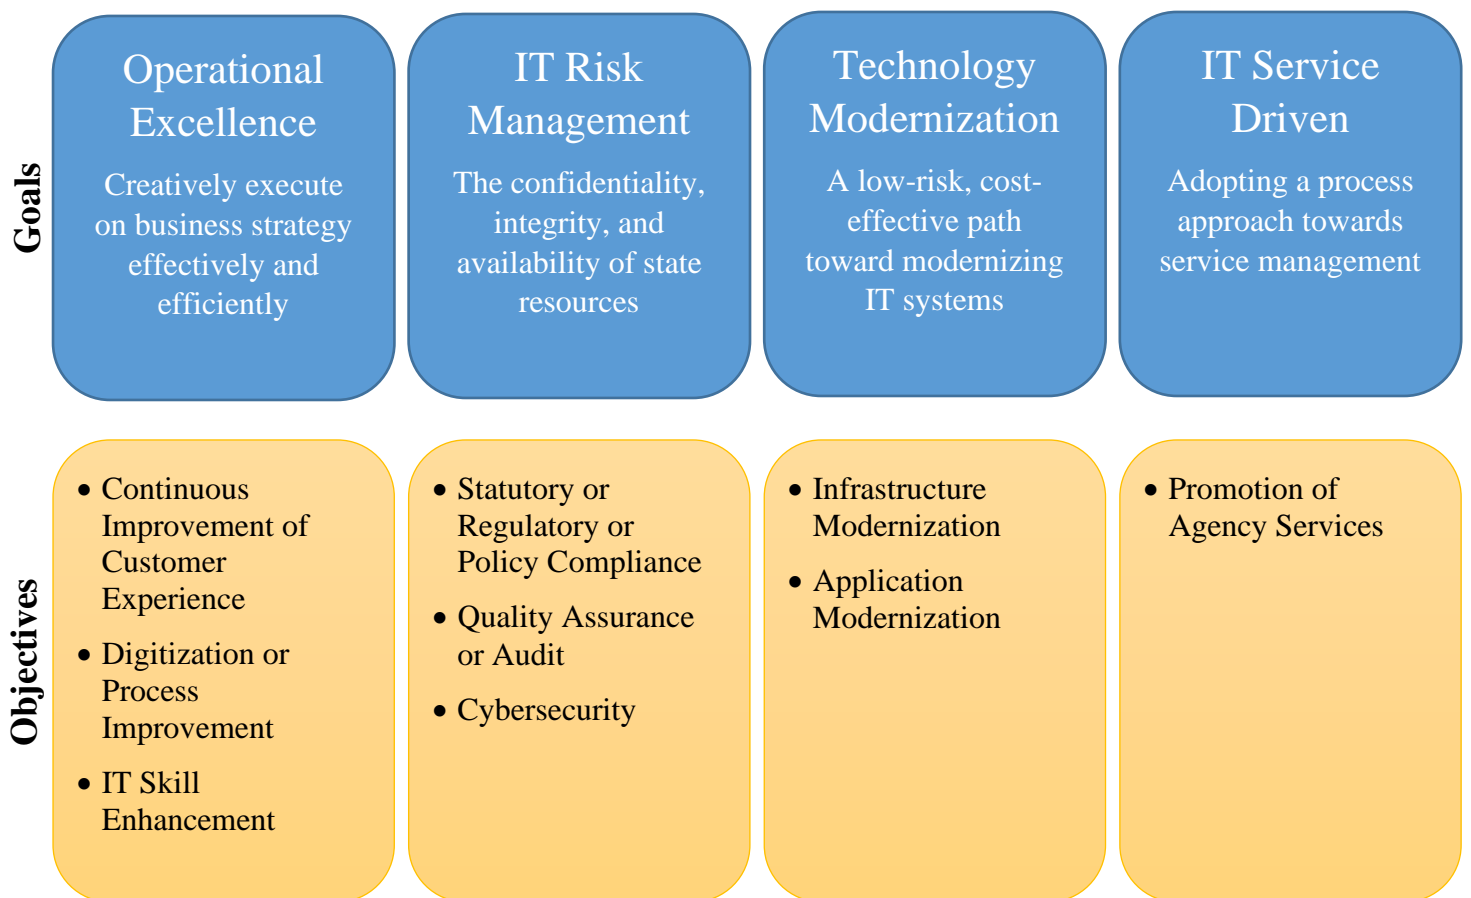 Goals
Operational
Excellence
Creatively execute
on business strategy
effectively and
efficiently
IT Risk
Management
The confidentiality,
integrity, and
availability of state
resources
Technology
Modernization
A low-risk, cost-
effective path
toward modernizing
IT systems
IT Service
Driven
Adopting a process
approach towards
service management
Objectives
• Continuous
Improvement of
Customer
Experience
• Digitization or
Process
Improvement
• IT Skill
Enhancement
• Statutory or
Regulatory or
Policy Compliance
• Quality Assurance
or Audit
• Cybersecurity
• Infrastructure
Modernization
• Application
Modernization
• Promotion of
Agency Services